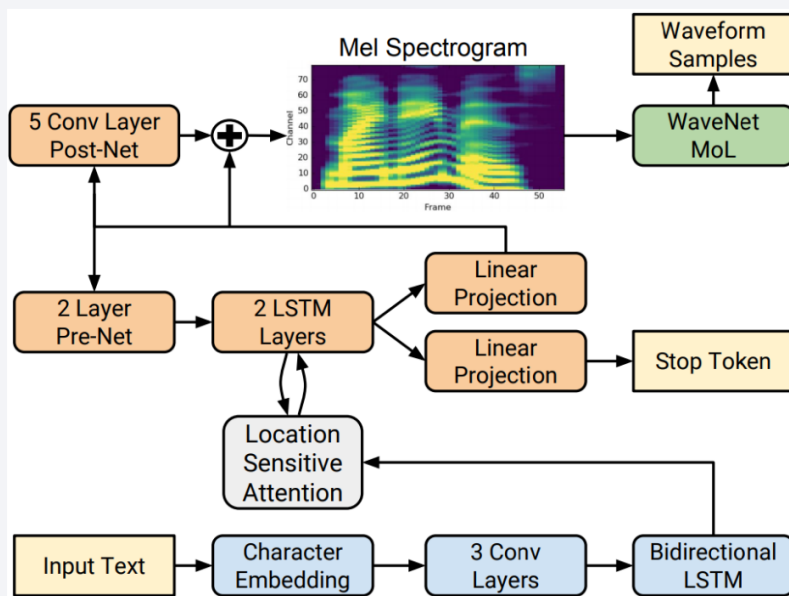 Mel Spectrogram
Waveform
Samples
5 Conv Layer
Post-Net
WaveNet
MoL
Channel
70
60
50
40
30
20
10
0
0
10
20
30
40
50
Frame
2 Layer
Pre-Net
2 LSTM
Layers
Linear
Projection
Linear
Projection
Stop Token
Location
Sensitive
Attention
Input Text
Character
Embedding
3 Conv
Layers
Bidirectional
LSTM